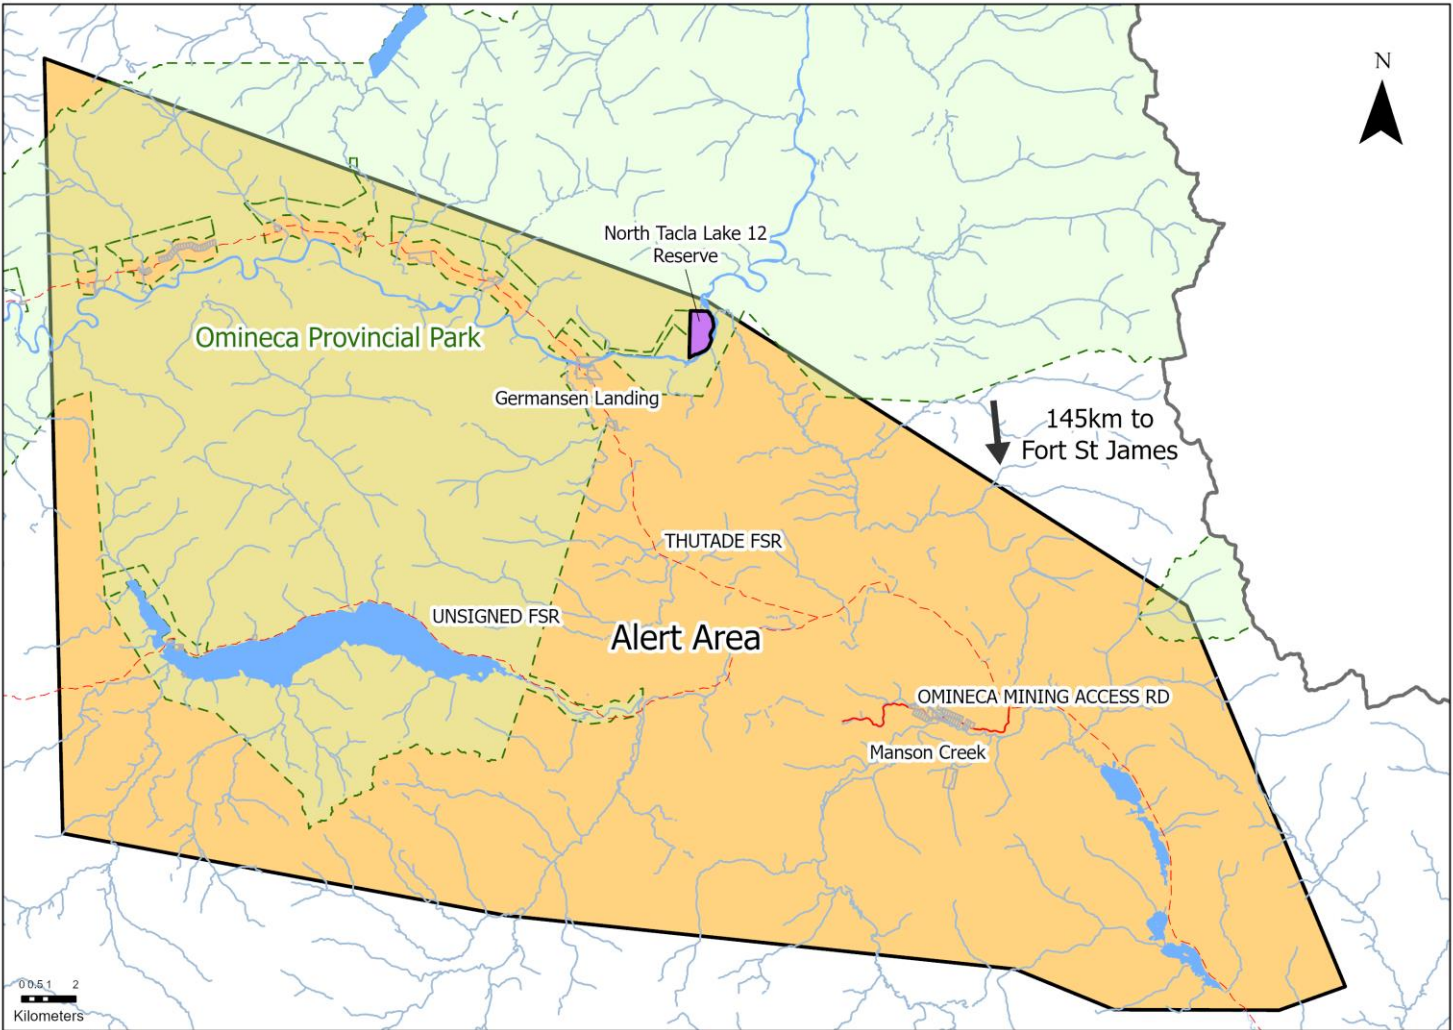 N
North Tacla Lake 12
Reserve
Omineca Provincial Park
Germansen Landing
145km to
Fort St James
THUTADE FSR
UNSIGNED FSR
Alert Area
OMINECA MINING ACCESS RD
Manson Creek
0 0.5 1 2
Kilometers